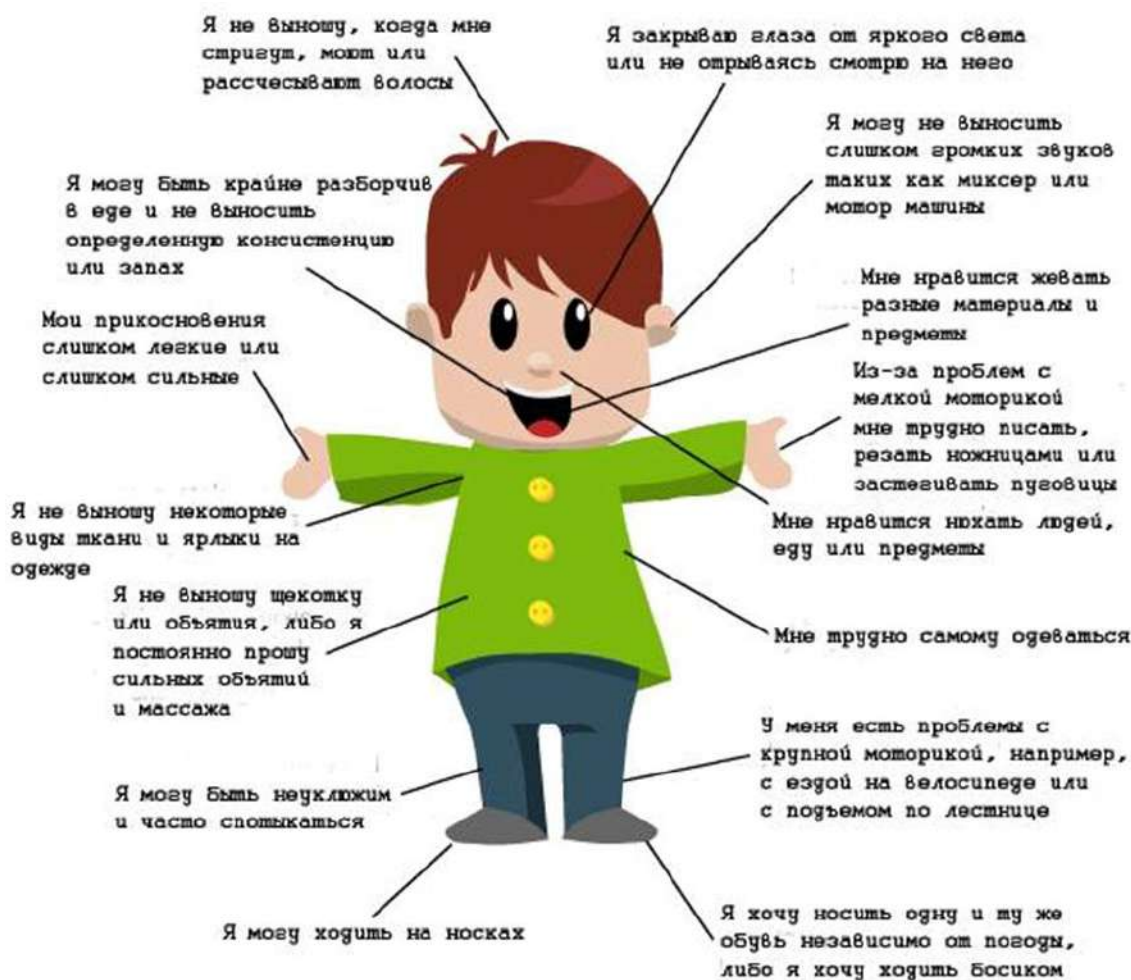 Я не выношу, когда мне
стригут, моют или
рассчесывают волосы
Я закрываю глаза от яркого света
или не отрываясь смотрю на него
Я могу не выносить
слишком громких звуков
таких как миксер или
мотор машины
Я могу быть крайне разборчив
в еде и не выносить
определенную консистенцию
или запах
Мне нравится жевать
разные материалы и
предметы
Мои прикосновения
слишком легкие или
слишком сильные
Из-за проблем с
мелкой моторикой
мне трудно писать,
резать ножницами или
застегивать пуговицы
Я не выношу некоторые
виды ткани и ярлыки на
одежде
Мне нравится нюхать людей,
еду или предметы
Я не выношу щекотку
или объятия, либо я
постоянно прошу
сильных объятий
и массажа
Мне трудно самому одеваться
У меня есть проблемы с
крупной моторикой, например,
с ездой на велосипеде или
с подъемом по лестнице
Я могу быть неуклюжим
и часто спотыкаться
Я могу ходить на носках
Я хочу носить одну и ту же
обувь независимо от погоды,
либо я хочу ходить босиком